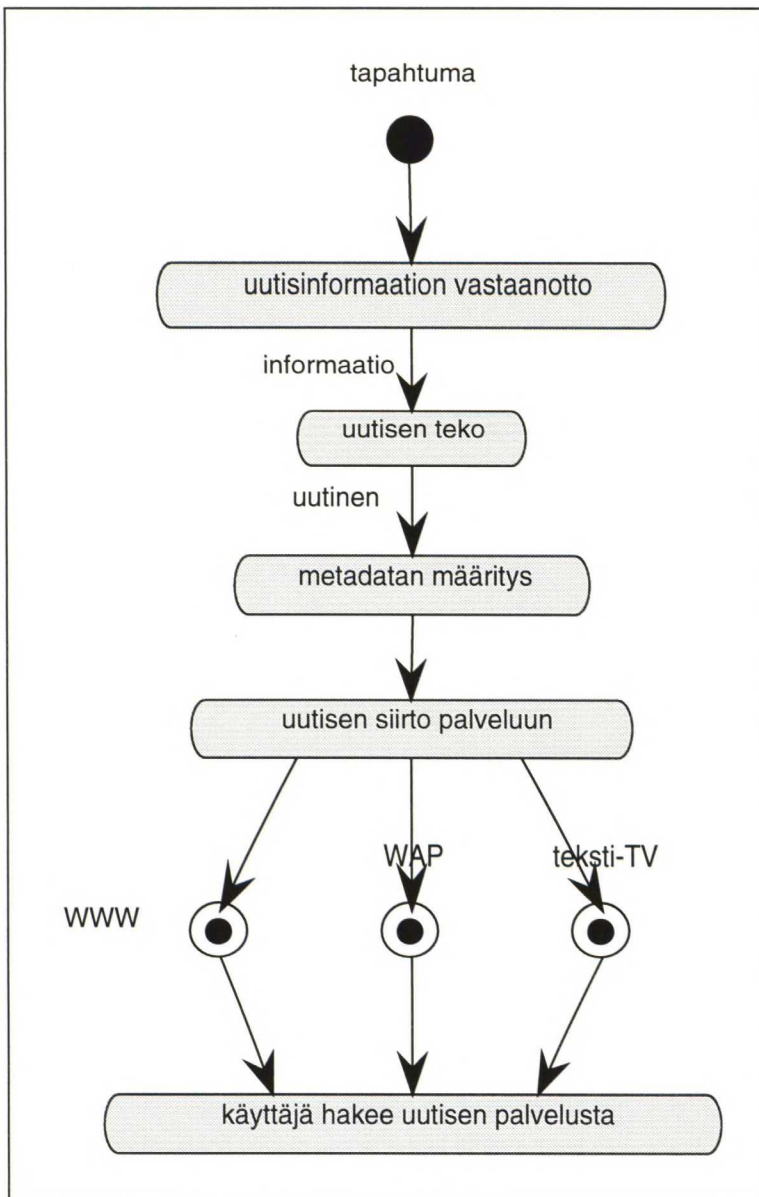 tapahtuma
uutisinformaation vastaanotto
informaatio
uutisen teko
uutinen
metadatan määritys
uutisen siirto palveluun
WAP
teksti-TV
WWW
käyttäjä hakee uutisen palvelusta